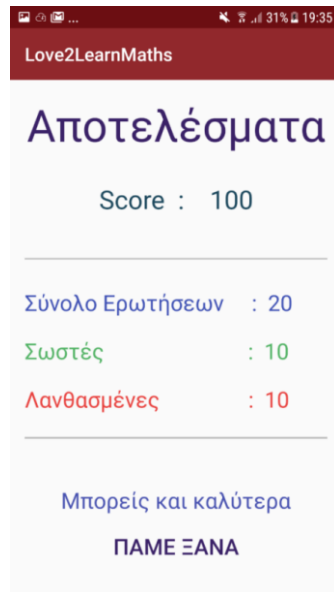 ... 31% 19:35
Love2LearnMaths
Αποτελέσματα
Score : 100
Σύνολο Ερωτήσεων : 20
Σωστές : 10
Λανθασμένες : 10
Μπορείς και καλύτερα
ΠΑΜΕ ΞΑΝΑ